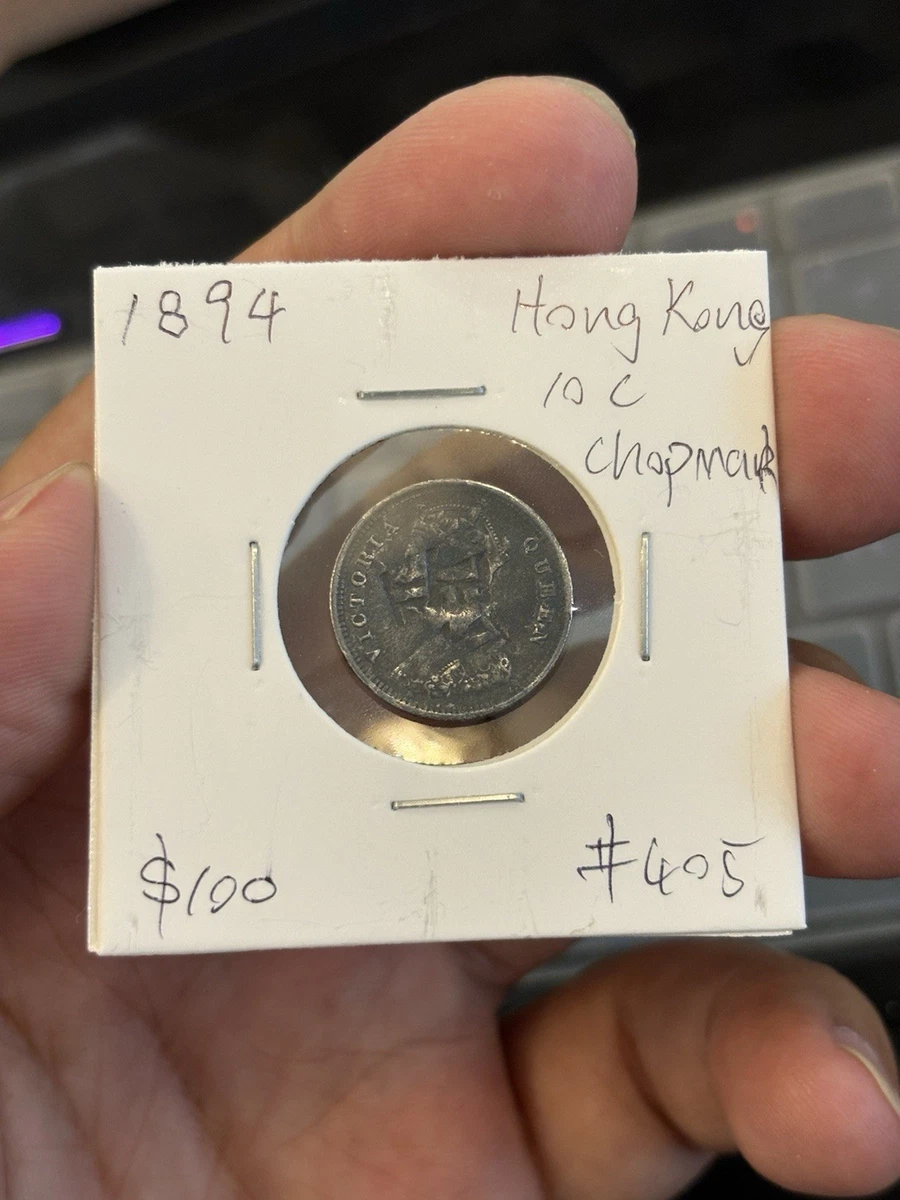 1894
Hong Kong
10 C
Chopmark
VICTORIA QUEEN
$100
#405